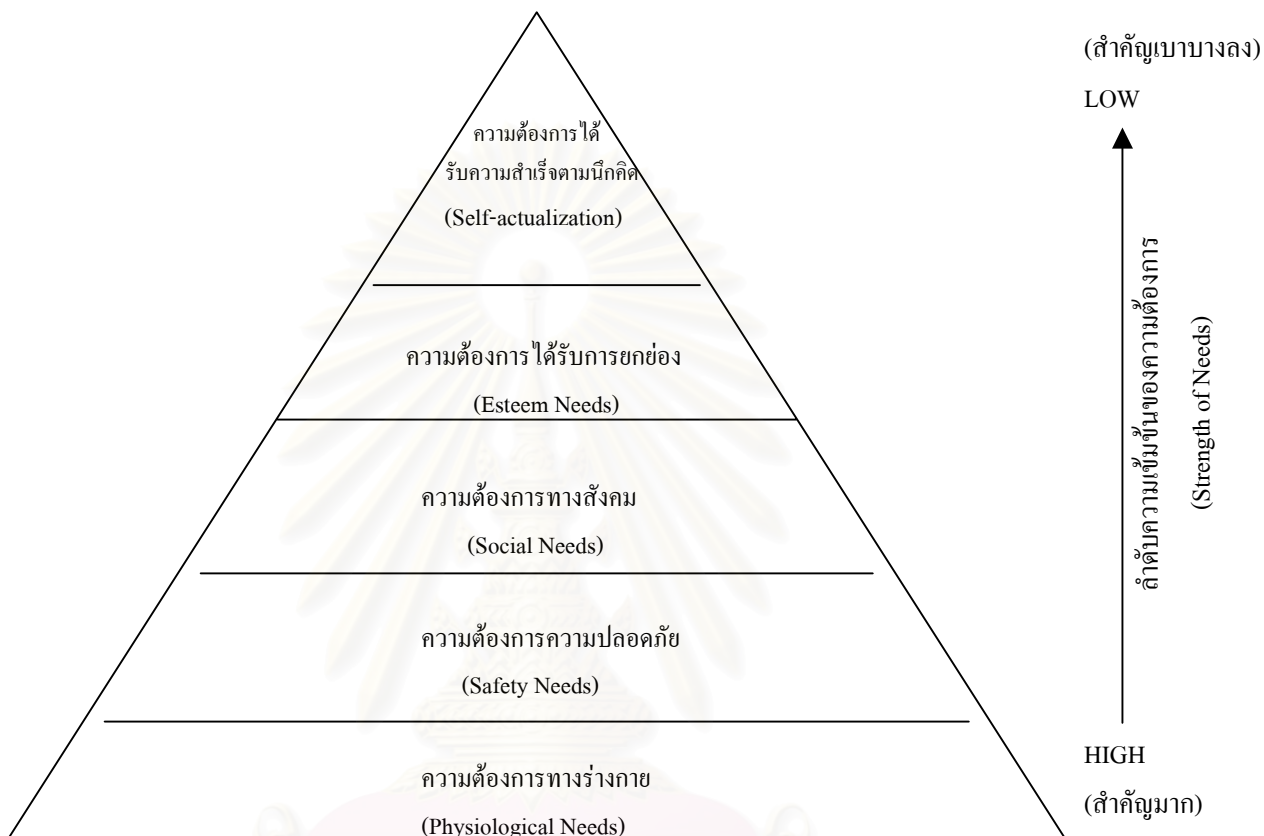 (สำคัญเบาบางลง)
LOW
ความต้องการได้
รับความสำเร็จตามนึกคิด
(Self-actualization)
ความต้องการได้รับการยกย่อง
(Esteem Needs)
ความต้องการทางสังคม
(Social Needs)
ความต้องการความปลอดภัย
(Safety Needs)
ความต้องการทางร่างกาย
(Physiological Needs)
ลำดับความเข้มข้นของความต้องการ
(Strength of Needs)
HIGH
(สำคัญมาก)